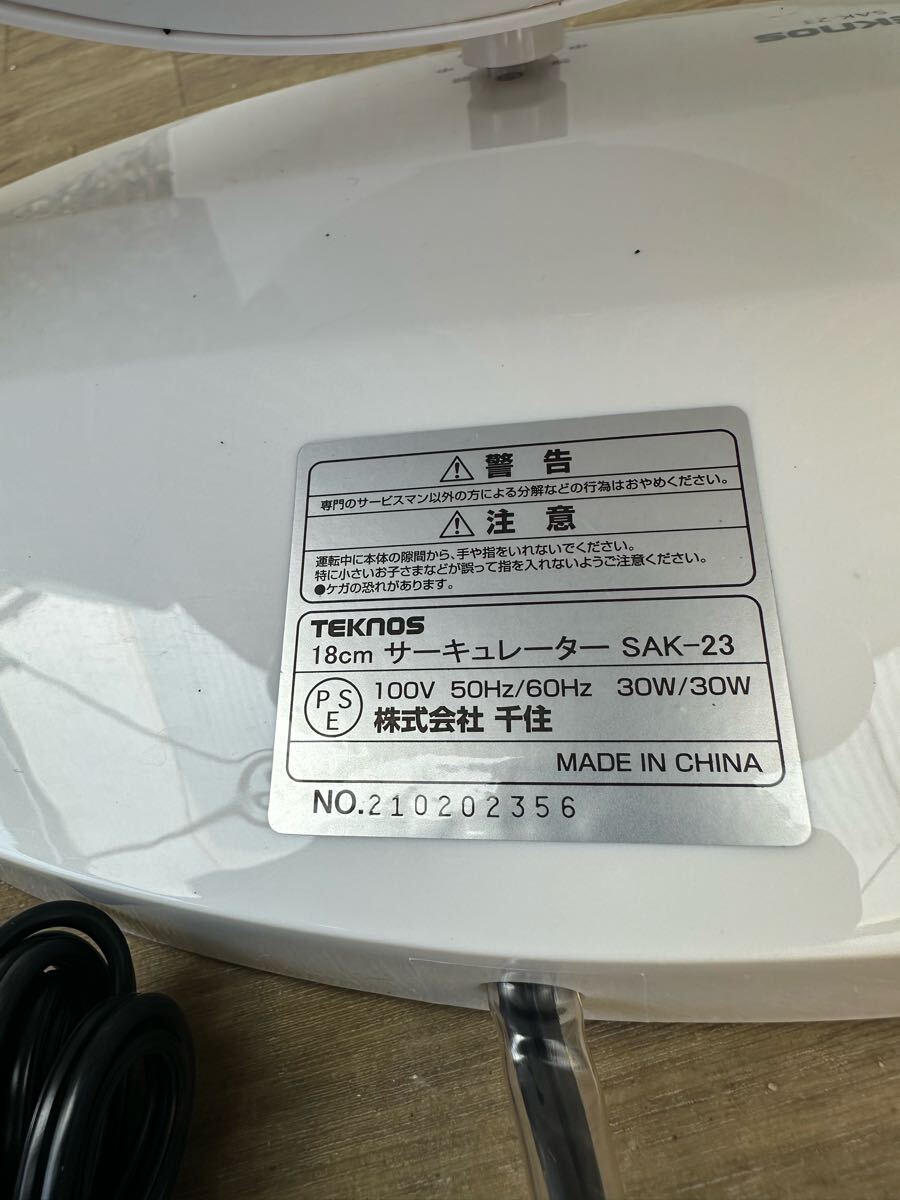 TEKNOS
SAK-23
警告
専門のサービスマン以外の方による分解などの行為はおやめください。
注意
運転中に本体の隙間から、手や指をいれないでください。
特に小さいお子さまなどが誤って指を入れないようご注意ください。
●ケガの恐れがあります。
TEKNOS
18cm サーキュレーター SAK-23
PSE
100V 50Hz/60Hz 30W/30W
株式会社 千住
MADE IN CHINA
NO.210202356